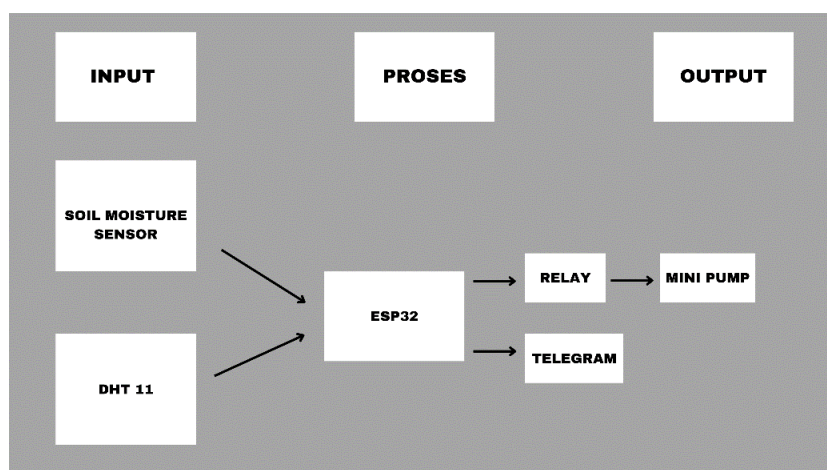 INPUT
PROSES
OUTPUT
SOIL MOISTURE
SENSOR
ESP32
RELAY
MINI PUMP
TELEGRAM
DHT 11